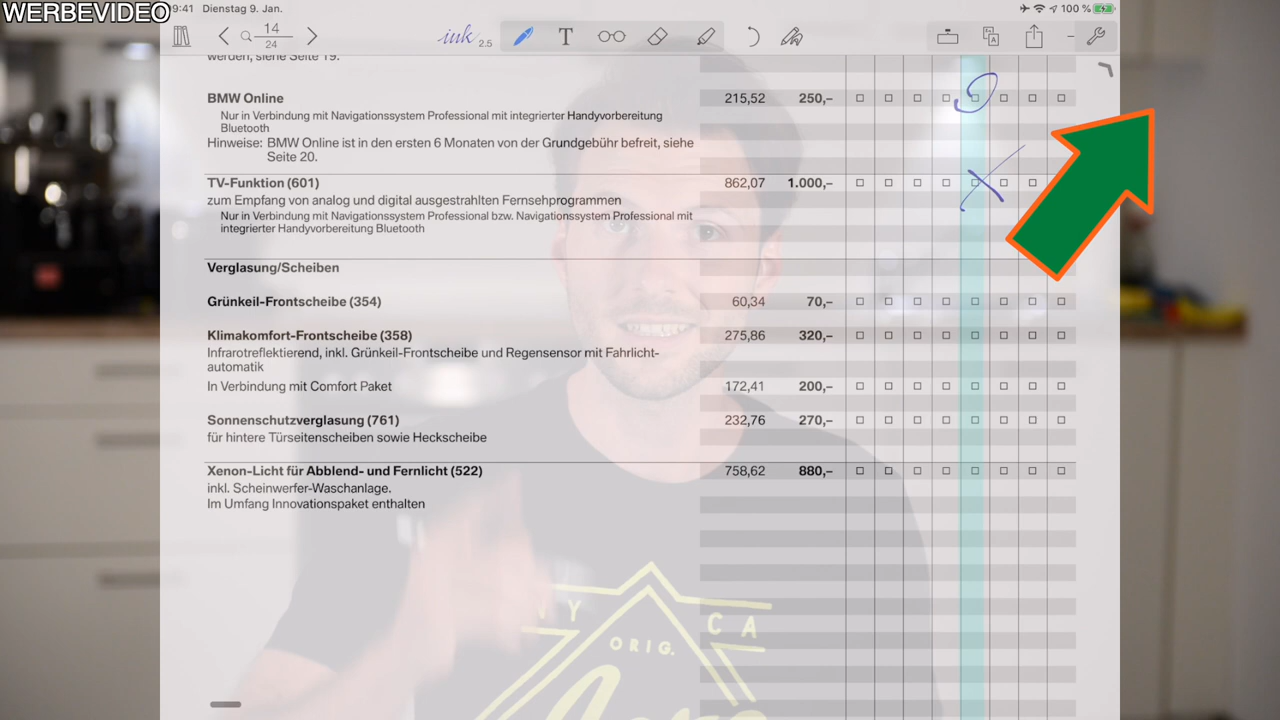 WERBEVIDEO
09:41 Dienstag 9. Jan.
100 %
14
24
ink 2.5
T
werden, siehe Seite 19.
BMW Online 215,52 250,–
Nur in Verbindung mit Navigationssystem Professional mit integrierter Handyvorbereitung
Bluetooth
Hinweise: BMW Online ist in den ersten 6 Monaten von der Grundgebühr befreit, siehe
Seite 20.
TV-Funktion (601) 862,07 1.000,–
zum Empfang von analog und digital ausgestrahlten Fernsehprogrammen
Nur in Verbindung mit Navigationssystem Professional bzw. Navigationssystem Professional mit
integrierter Handyvorbereitung Bluetooth
Verglasung/Scheiben
Grünkeil-Frontscheibe (354) 60,34 70,–
Klimakomfort-Frontscheibe (358) 275,86 320,–
Infrarotreflektierend, inkl. Grünkeil-Frontscheibe und Regensensor mit Fahrlicht-
automatik
In Verbindung mit Comfort Paket 172,41 200,–
Sonnenschutzverglasung (761) 232,76 270,–
für hintere Türseitenscheiben sowie Heckscheibe
Xenon-Licht für Abblend- und Fernlicht (522) 758,62 880,–
inkl. Scheinwerfer-Waschanlage.
Im Umfang Innovationspaket enthalten
NY CA
ORIG.